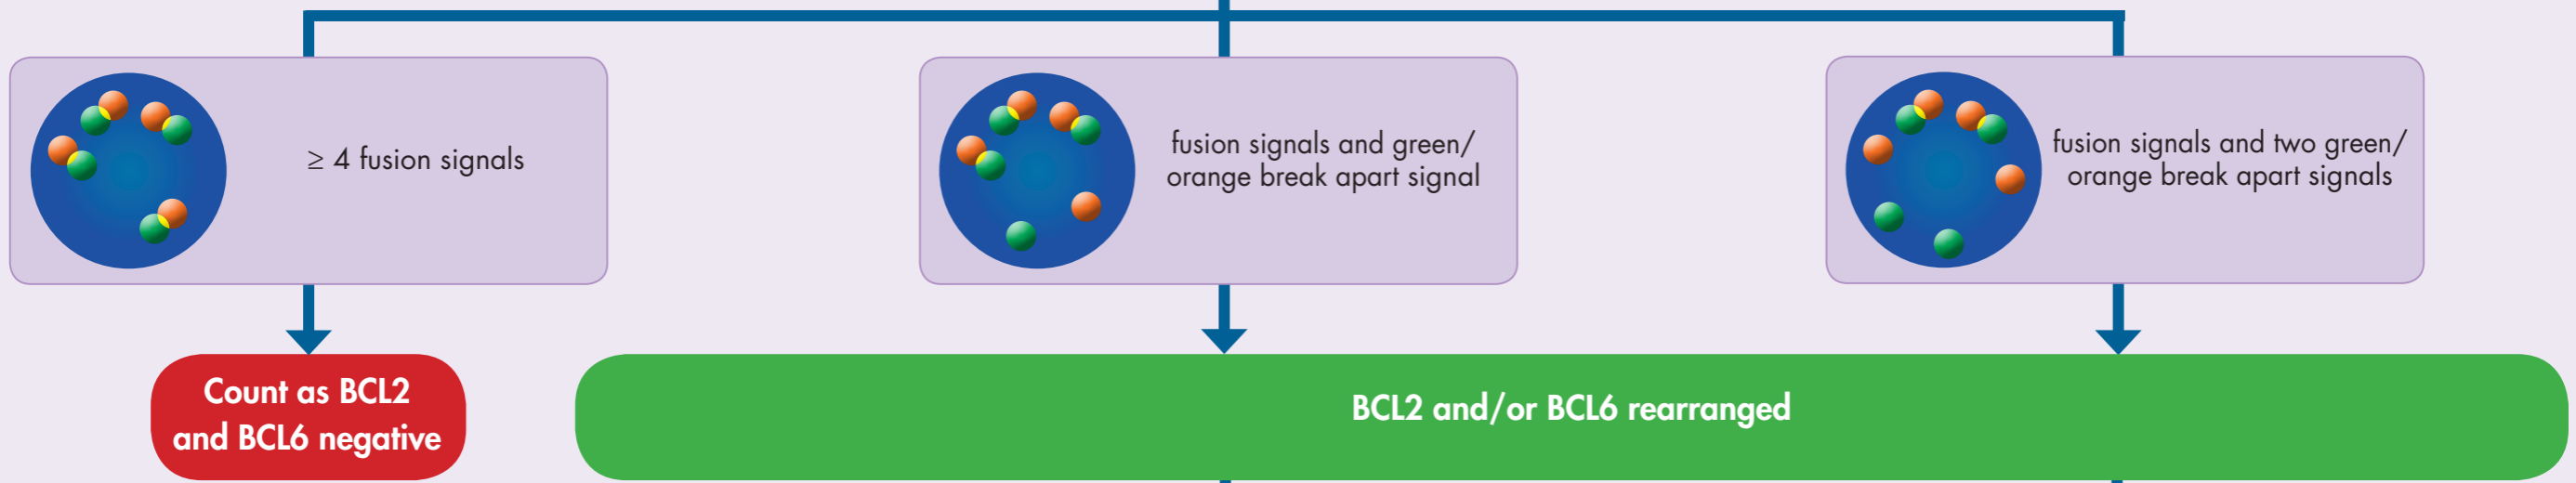 ≥ 4 fusion signals
fusion signals and green/
orange break apart signal
fusion signals and two green/
orange break apart signals
Count as BCL2
and BCL6 negative
BCL2 and/or BCL6 rearranged